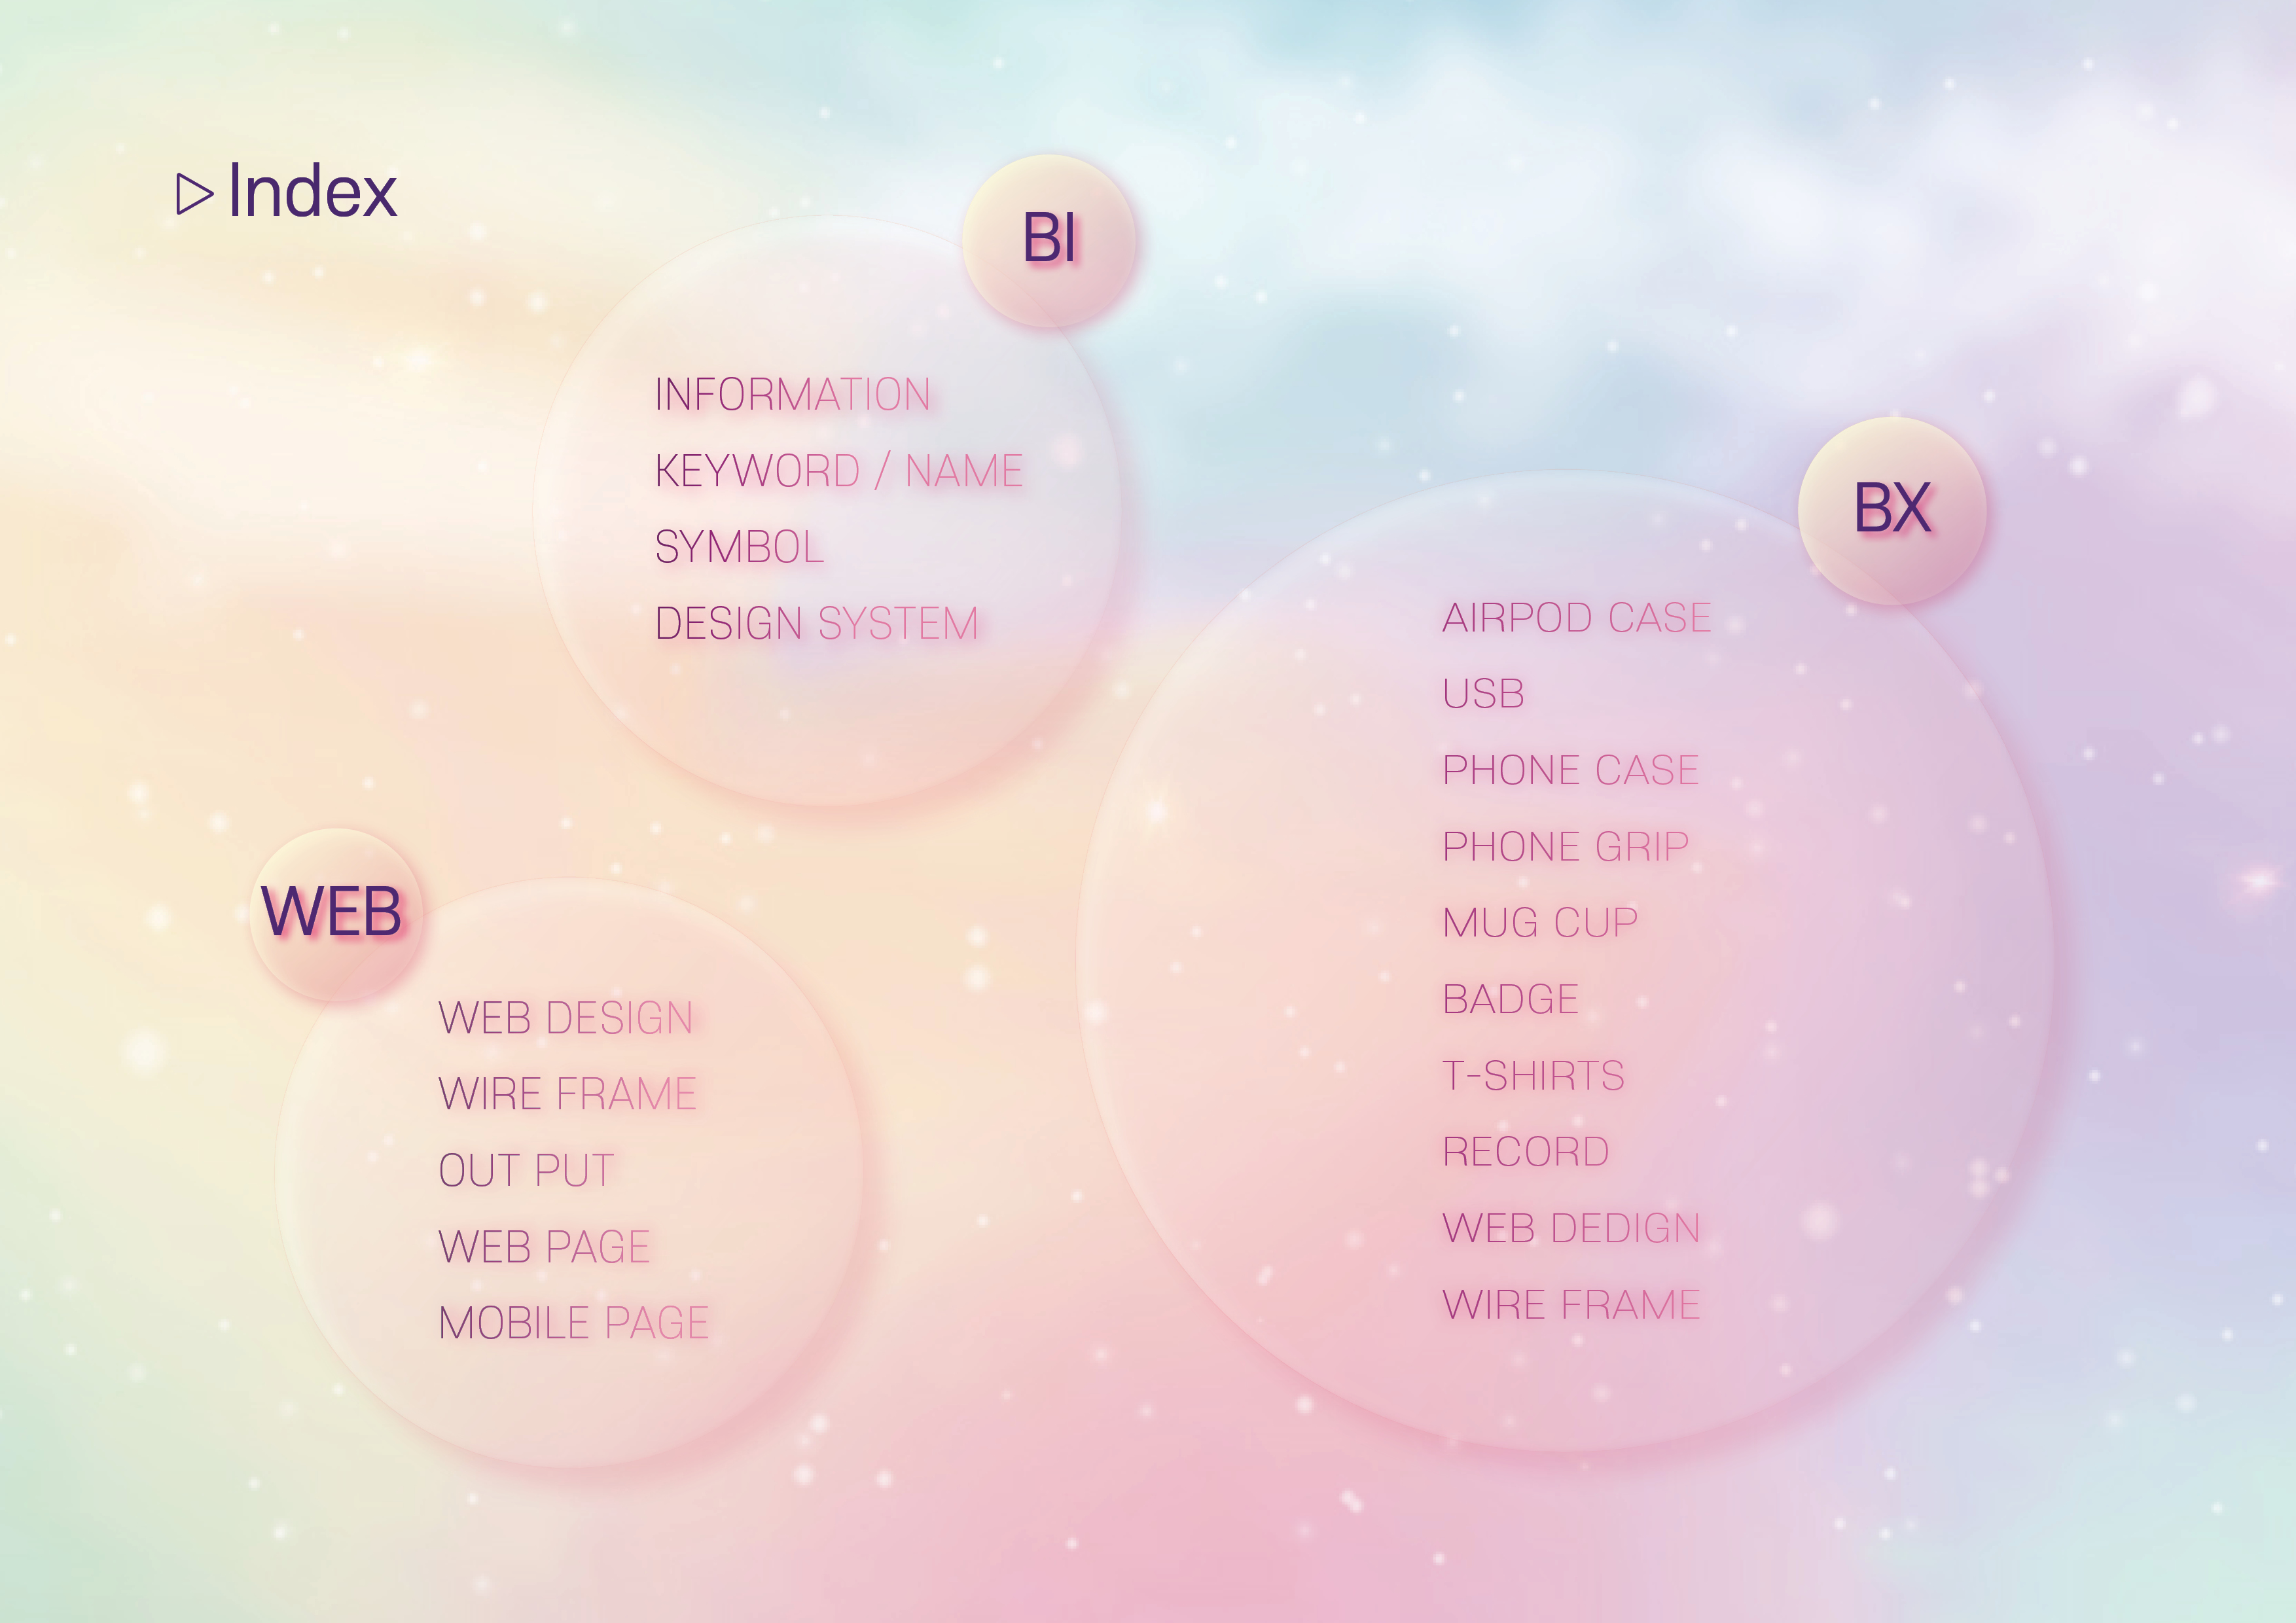 Index
BI
INFORMATION
KEYWORD / NAME
SYMBOL
DESIGN SYSTEM
BX
AIRPOD CASE
USB
PHONE CASE
PHONE GRIP
MUG CUP
BADGE
T-SHIRTS
RECORD
WEB DEDIGN
WIRE FRAME
WEB
WEB DESIGN
WIRE FRAME
OUT PUT
WEB PAGE
MOBILE PAGE